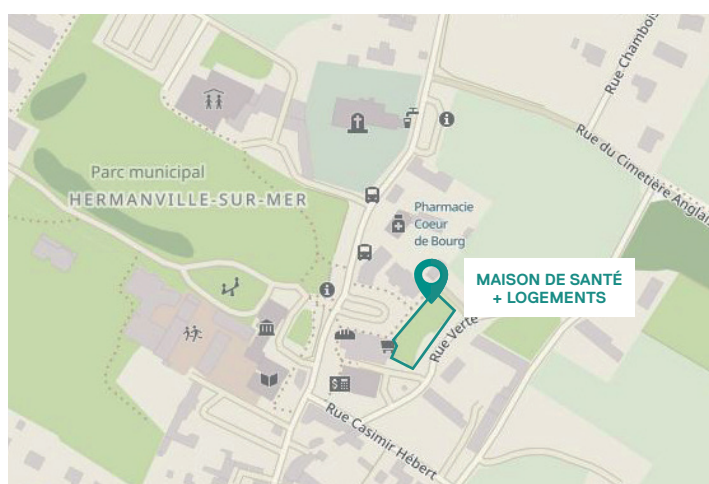 Rue Chambois
Rue du Cimetière Anglais
Parc municipal
HERMANVILLE-SUR-MER
Pharmacie
Coeur
de Bourg
MAISON DE SANTÉ
+ LOGEMENTS
Rue Verte
$
Rue Casimir Hébert